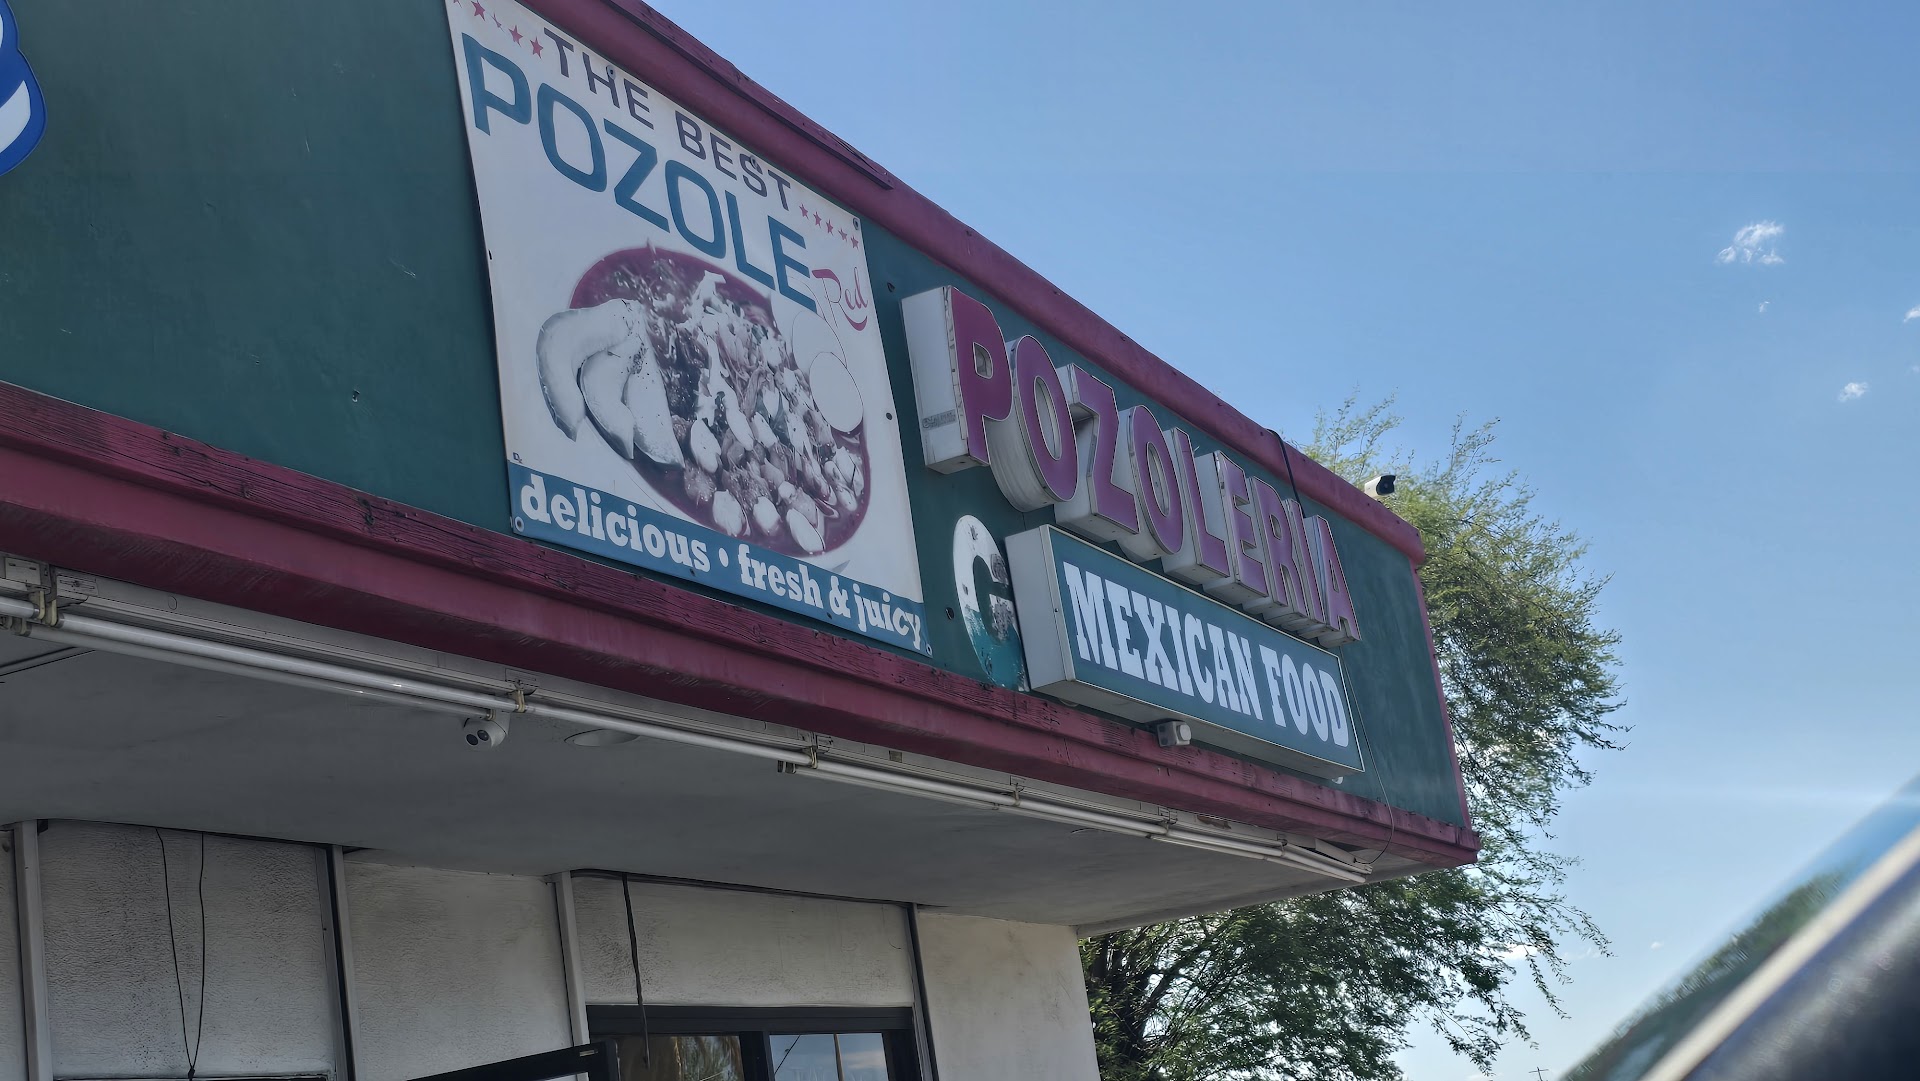 THE BEST
POZOLE
Red
delicious • fresh & juicy
POZOLERIA
G
MEXICAN FOOD